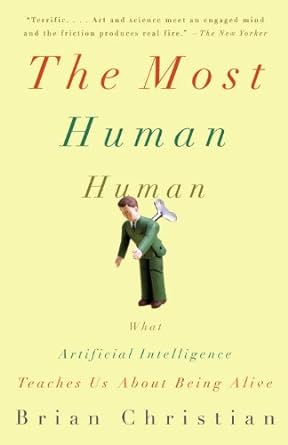 "Terrific. . . . Art and science meet an engaged mind
and the friction produces real fire." —The New Yorker
The Most
Human
Human
What
Artificial Intelligence
Teaches Us About Being Alive
Brian Christian